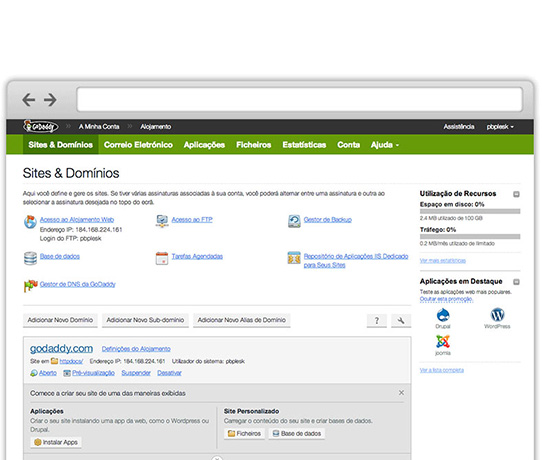 GoDaddy A Minha Conta Alojamento Assistência pbplesk
Sites & Domínios Correio Eletrónico Aplicações Ficheiros Estatísticas Conta Ajuda
Sites & Domínios
Aqui você define e gere os sites. Se tiver várias assinaturas associadas à sua conta, você poderá alternar entre uma assinatura e outra ao
selecionar a assinatura desejada no topo do ecrã.
Acesso ao Alojamento Web
Endereço IP: 184.168.224.161
Login do FTP: pbplesk
Acesso ao FTP
Gestor de Backup
Base de dados
Tarefas Agendadas
Repositório de Aplicações IIS Dedicado
para Seus Sites
Gestor de DNS da GoDaddy
Adicionar Novo Domínio Adicionar Novo Sub-domínio Adicionar Novo Alias de Domínio ?
godaddy.com Definições do Alojamento
Site em httpdocs/ Endereço IP: 184.168.224.161 Utilizador do sistema: pbplesk
Aberto Pré-visualização Suspender Desativar
Comece a criar seu site de uma das maneiras exibidas
Aplicações
Criar o seu site instalando uma app da web, como o Wordpress ou
Drupal.
Instalar Apps
Site Personalizado
Carregar o conteúdo do seu site e criar bases de dados.
Ficheiros Base de dados
Utilização de Recursos
Espaço em disco: 0%
2.4 MB utilizado de 100 GB
Tráfego: 0%
0.2 MB/mês utilizado de ilimitado
Ver mais estatísticas
Aplicações em Destaque
Teste as aplicações web mais populares.
Ocultar esta promoção.
Drupal WordPress
joomla
Ver a lista completa